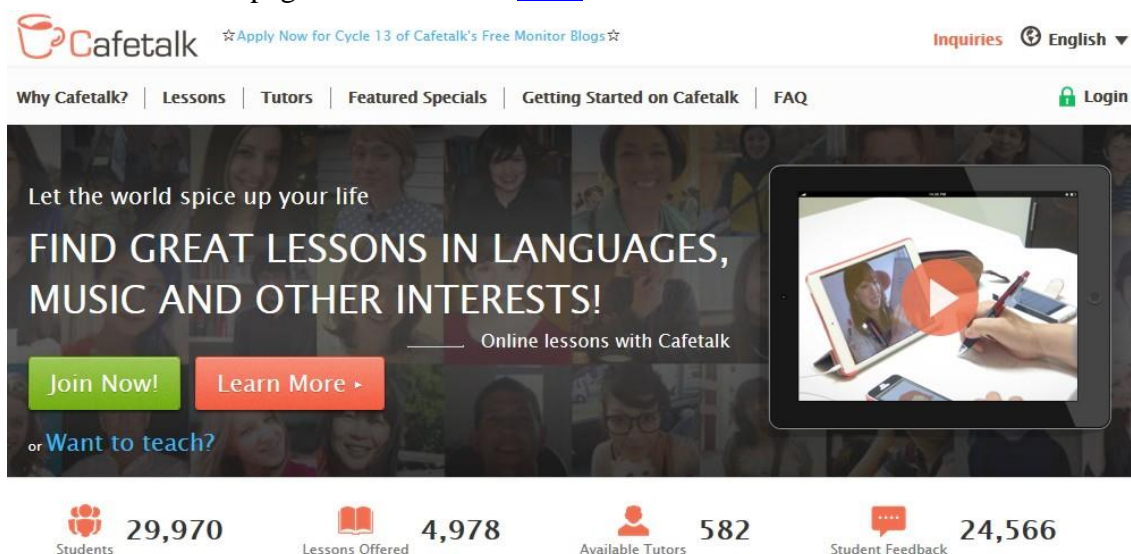 Cafetalk
☆Apply Now for Cycle 13 of Cafetalk's Free Monitor Blogs☆
Inquiries
English ▼
Why Cafetalk? | Lessons | Tutors | Featured Specials | Getting Started on Cafetalk | FAQ
Login
Let the world spice up your life
FIND GREAT LESSONS IN LANGUAGES,
MUSIC AND OTHER INTERESTS!
Online lessons with Cafetalk
Join Now!
Learn More ▸
or Want to teach?
29,970
Students
4,978
Lessons Offered
582
Available Tutors
24,566
Student Feedback